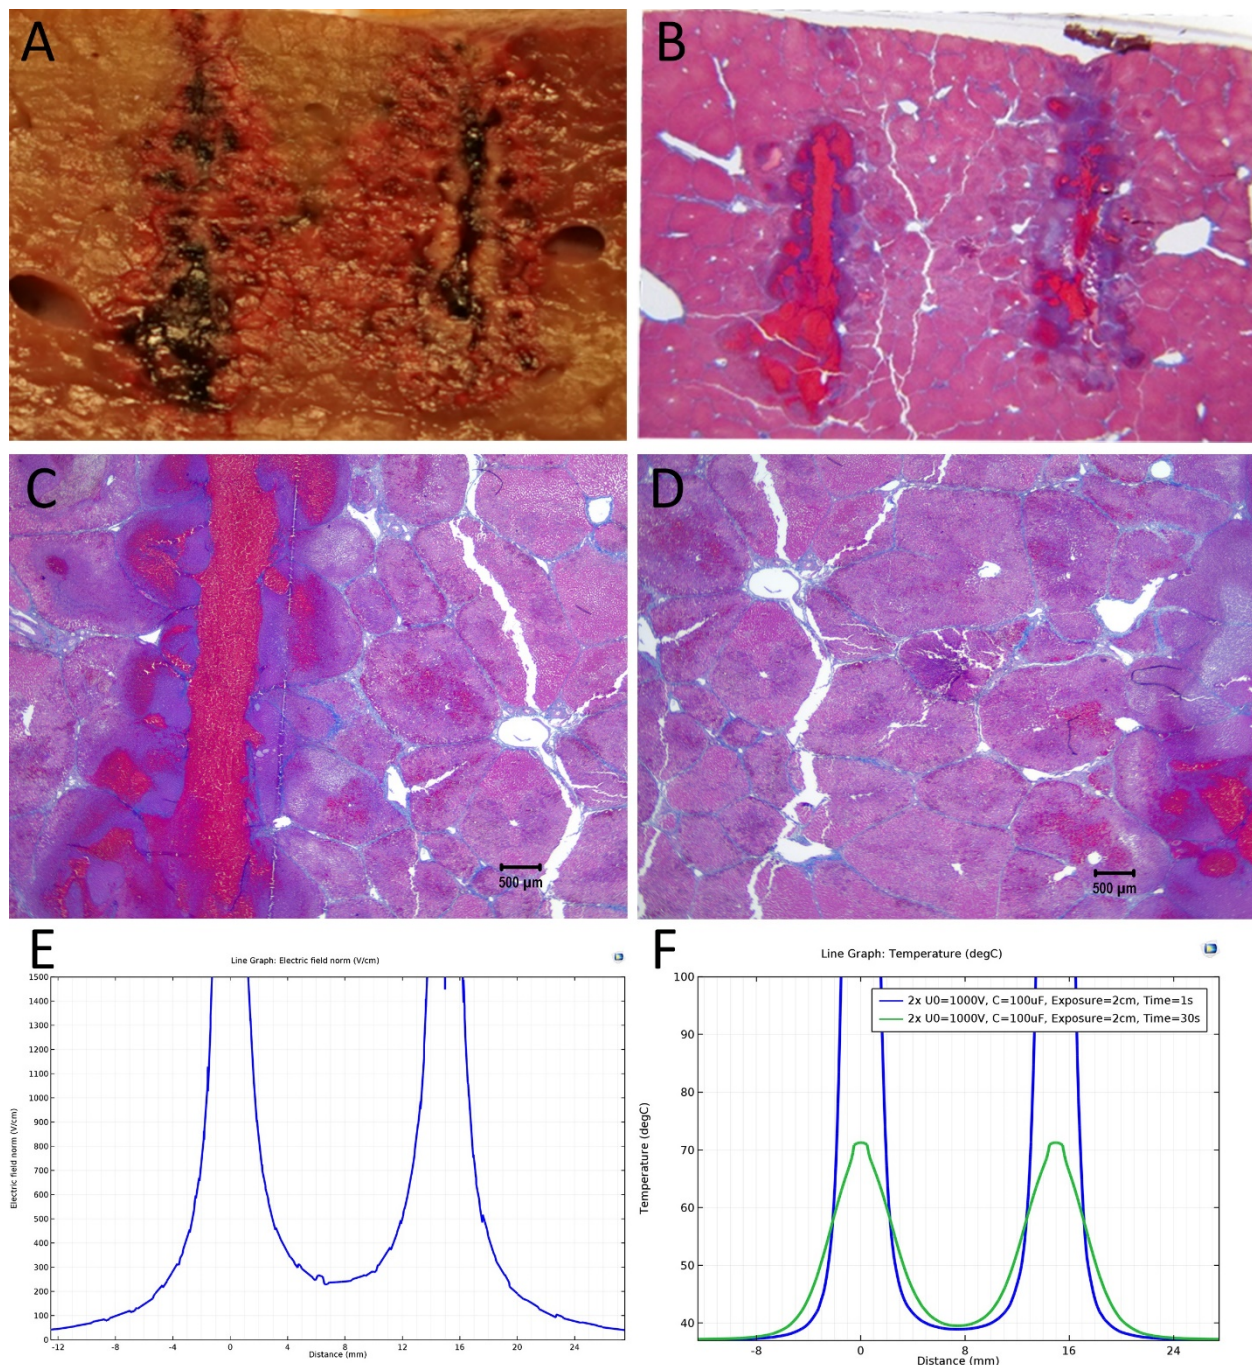 A
B
C
500 µm
D
500 µm
E
Line Graph: Electric field norm (V/cm)
1500
1400
1300
1200
1100
1000
900
800
700
600
500
400
300
200
100
0
Electric field norm (V/cm)
-12 -8 -4 0 4 8 12 16 20 24
Distance (mm)
F
Line Graph: Temperature (degC)
2x U0=1000V, C=100uF, Exposure=2cm, Time=1s
2x U0=1000V, C=100uF, Exposure=2cm, Time=30s
100
90
80
70
60
50
40
Temperature (degC)
-8 0 8 16 24
Distance (mm)